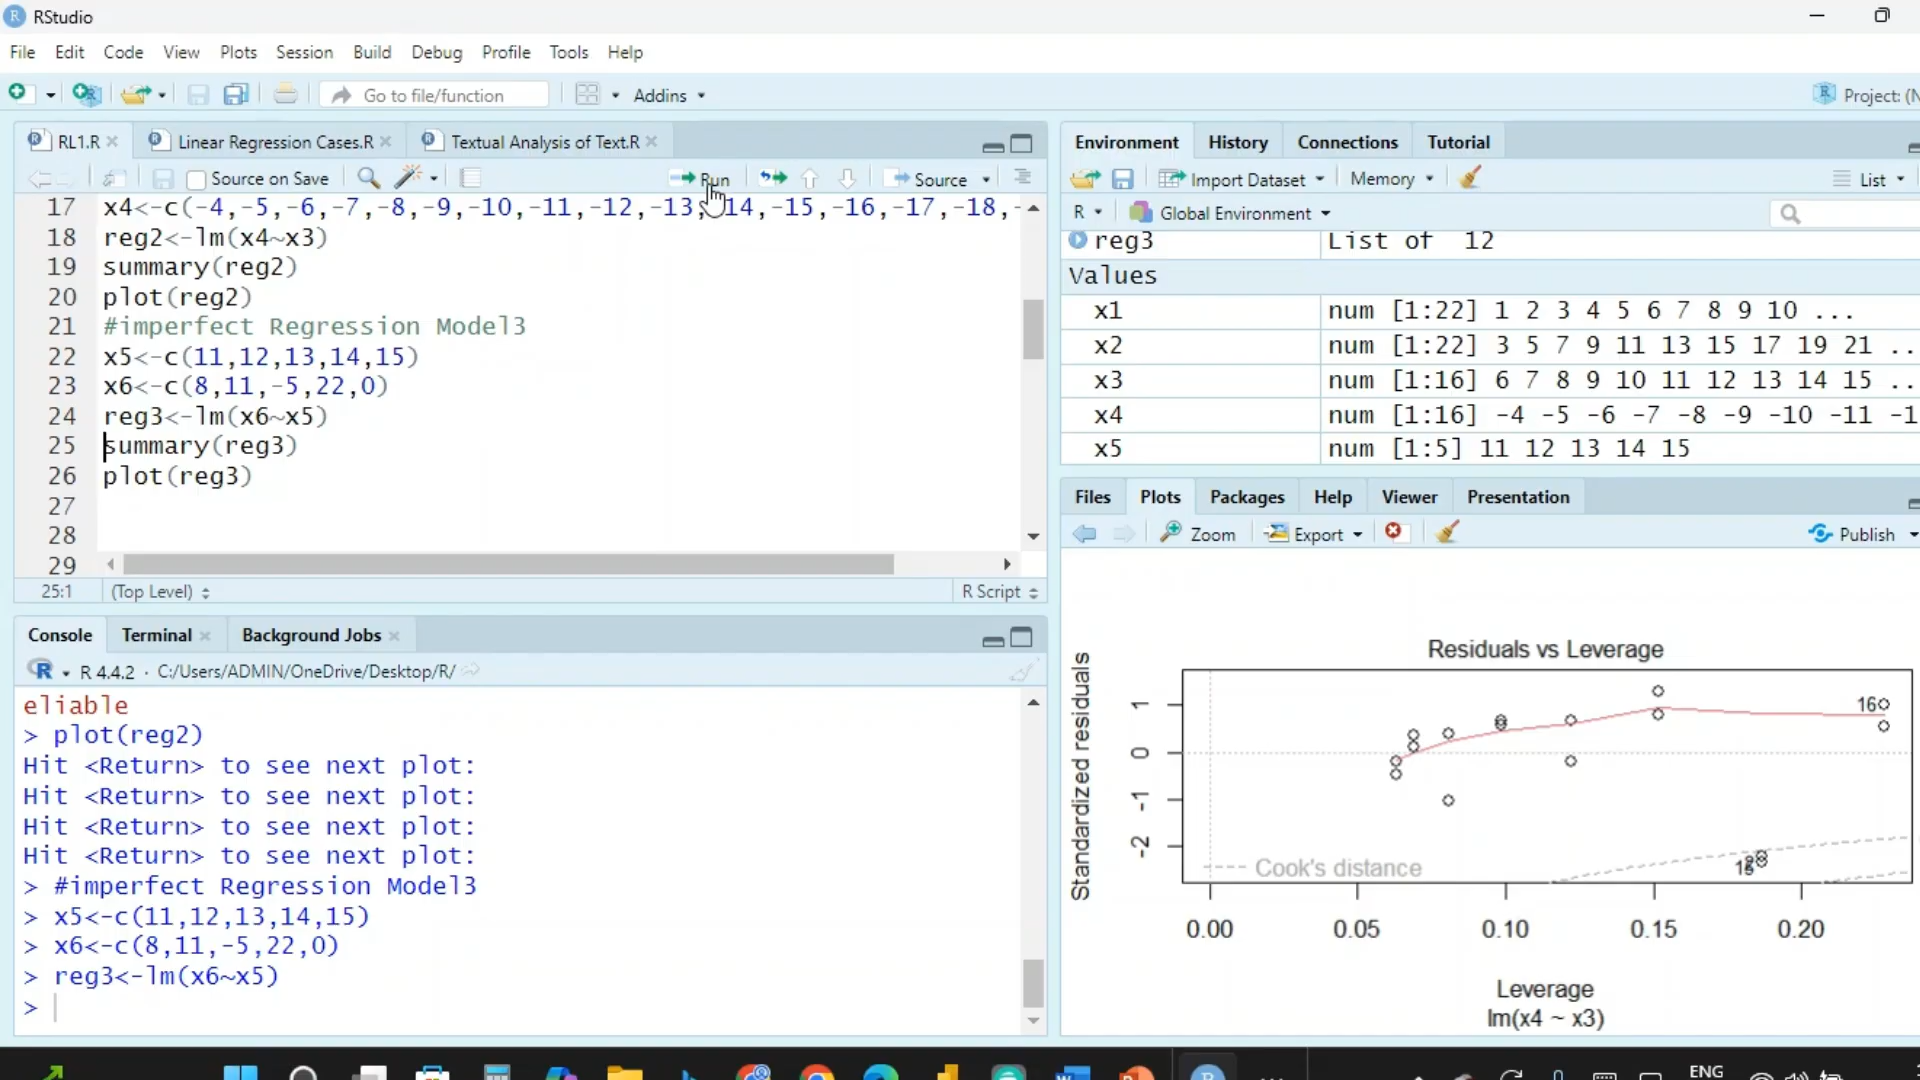 RStudio
File Edit Code View Plots Session Build Debug Profile Tools Help
Go to file/function Addins Project: (N
RL1.R Linear Regression Cases.R Textual Analysis of Text.R
Source on Save Run Source
17 x4<-c(-4,-5,-6,-7,-8,-9,-10,-11,-12,-13,-14,-15,-16,-17,-18,-
18 reg2<-lm(x4~x3)
19 summary(reg2)
20 plot(reg2)
21 #imperfect Regression Model3
22 x5<-c(11,12,13,14,15)
23 x6<-c(8,11,-5,22,0)
24 reg3<-lm(x6~x5)
25 summary(reg3)
26 plot(reg3)
27
28
29
25:1 (Top Level) R Script
Console Terminal Background Jobs
R 4.4.2 · C:/Users/ADMIN/OneDrive/Desktop/R/
eliable
> plot(reg2)
Hit <Return> to see next plot:
Hit <Return> to see next plot:
Hit <Return> to see next plot:
Hit <Return> to see next plot:
> #imperfect Regression Model3
> x5<-c(11,12,13,14,15)
> x6<-c(8,11,-5,22,0)
> reg3<-lm(x6~x5)
>
Environment History Connections Tutorial
Import Dataset Memory List
R Global Environment
reg3 List of 12
Values
x1 num [1:22] 1 2 3 4 5 6 7 8 9 10 ...
x2 num [1:22] 3 5 7 9 11 13 15 17 19 21 ..
x3 num [1:16] 6 7 8 9 10 11 12 13 14 15 ..
x4 num [1:16] -4 -5 -6 -7 -8 -9 -10 -11 -1
x5 num [1:5] 11 12 13 14 15
Files Plots Packages Help Viewer Presentation
Zoom Export Publish
Residuals vs Leverage
Standardized residuals
1
0
-1
-2
16
Cook's distance
0.00 0.05 0.10 0.15 0.20
Leverage
lm(x4 ~ x3)
ENG